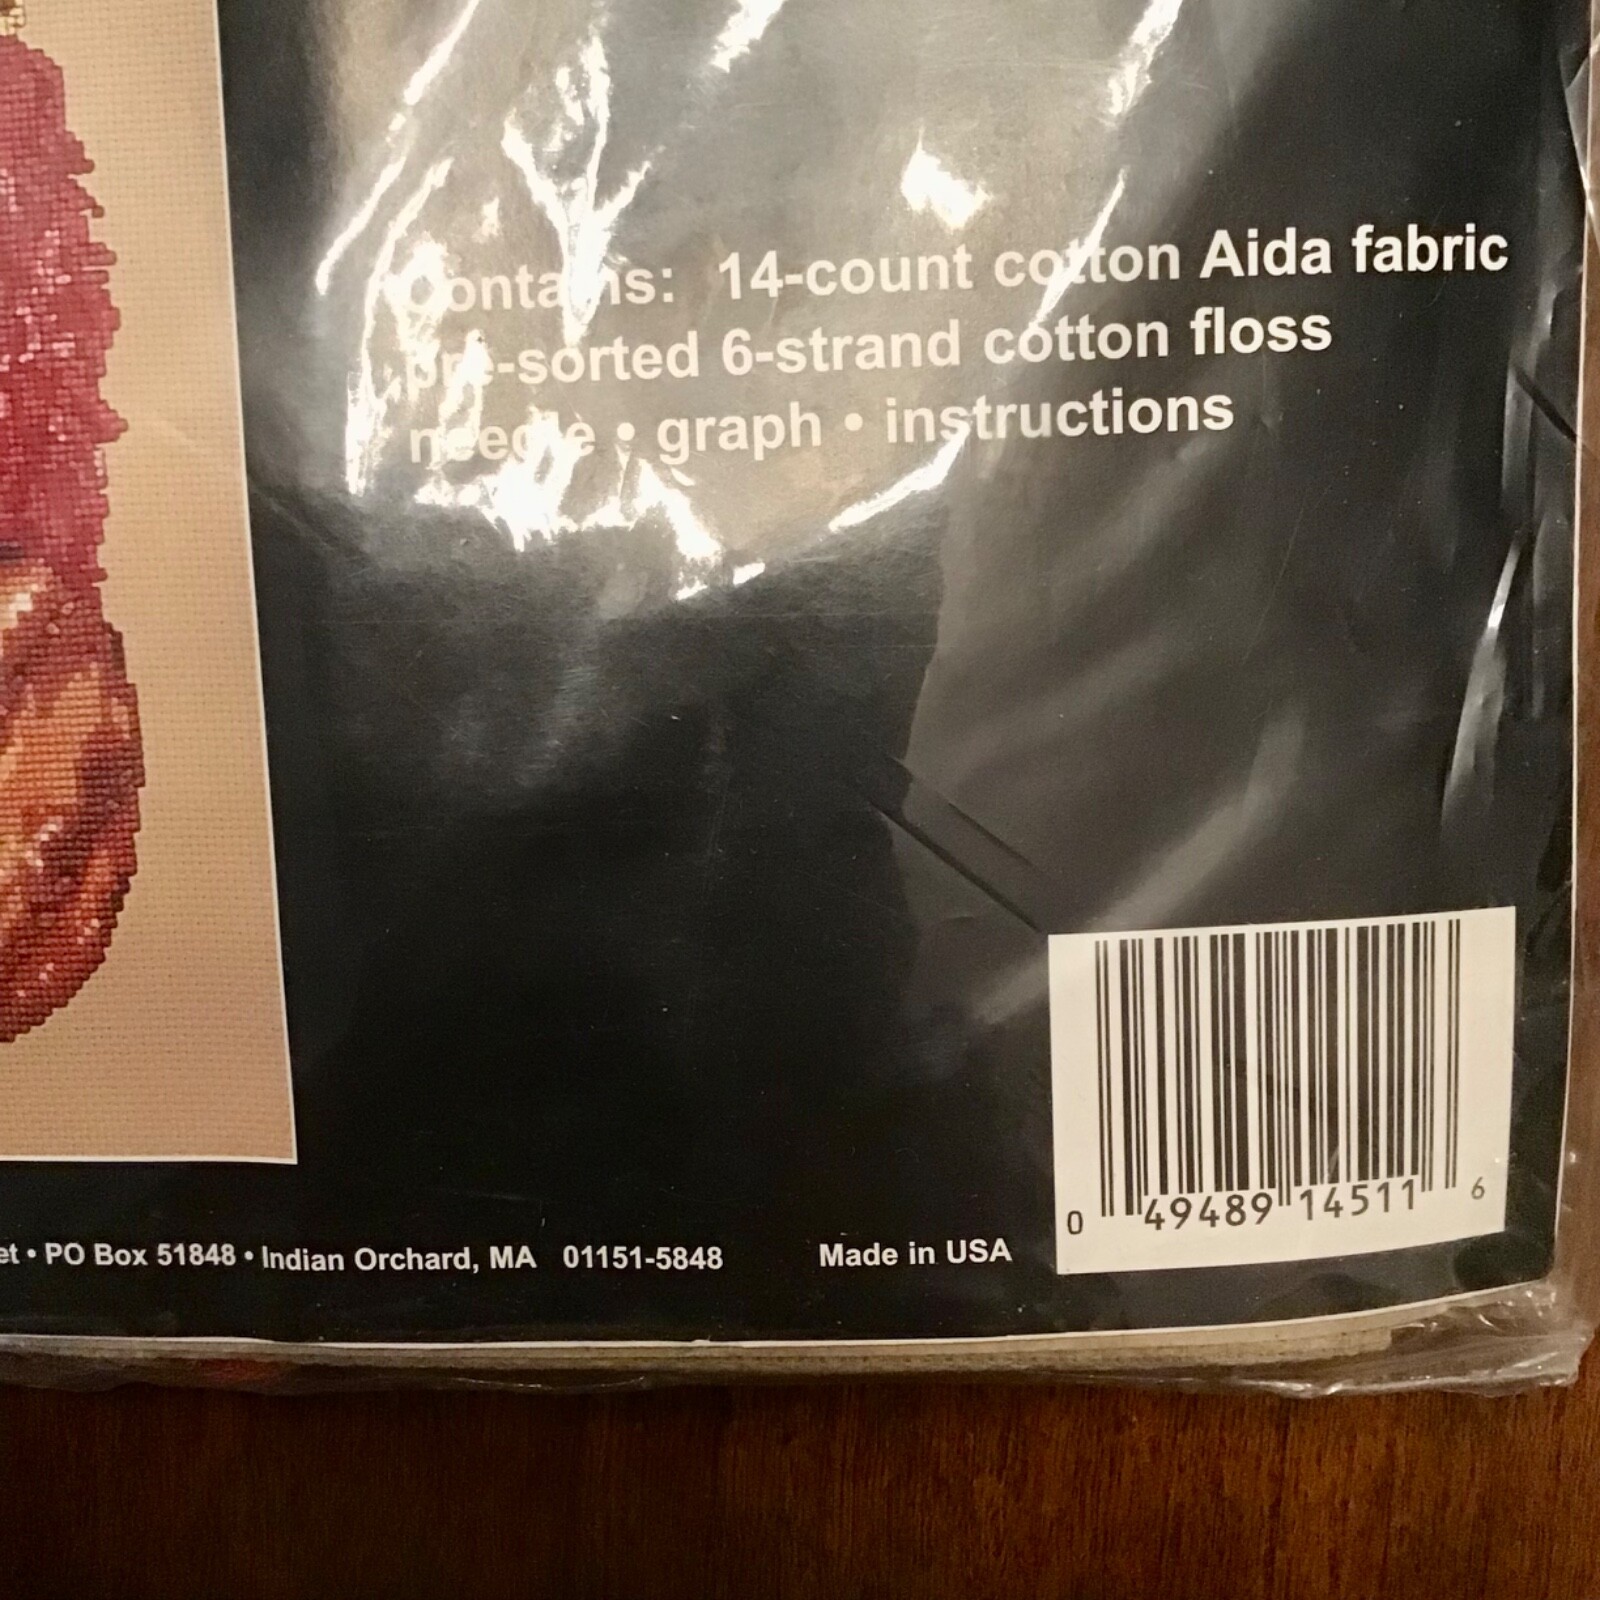 Contains: 14-count cotton Aida fabric
pre-sorted 6-strand cotton floss
needle • graph • instructions
0 49489 14511 6
• PO Box 51848 • Indian Orchard, MA 01151-5848 Made in USA